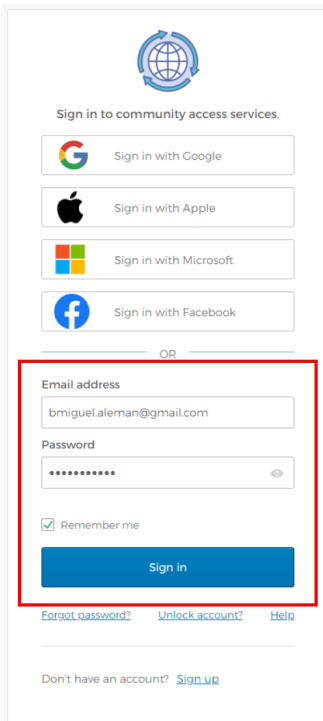 Sign in to community access services.
Sign in with Google
Sign in with Apple
Sign in with Microsoft
Sign in with Facebook
OR
Email address
bmiguel.aleman@gmail.com
Password
•••••••••••
Remember me
Sign in
Forgot password? Unlock account? Help
Don't have an account? Sign up